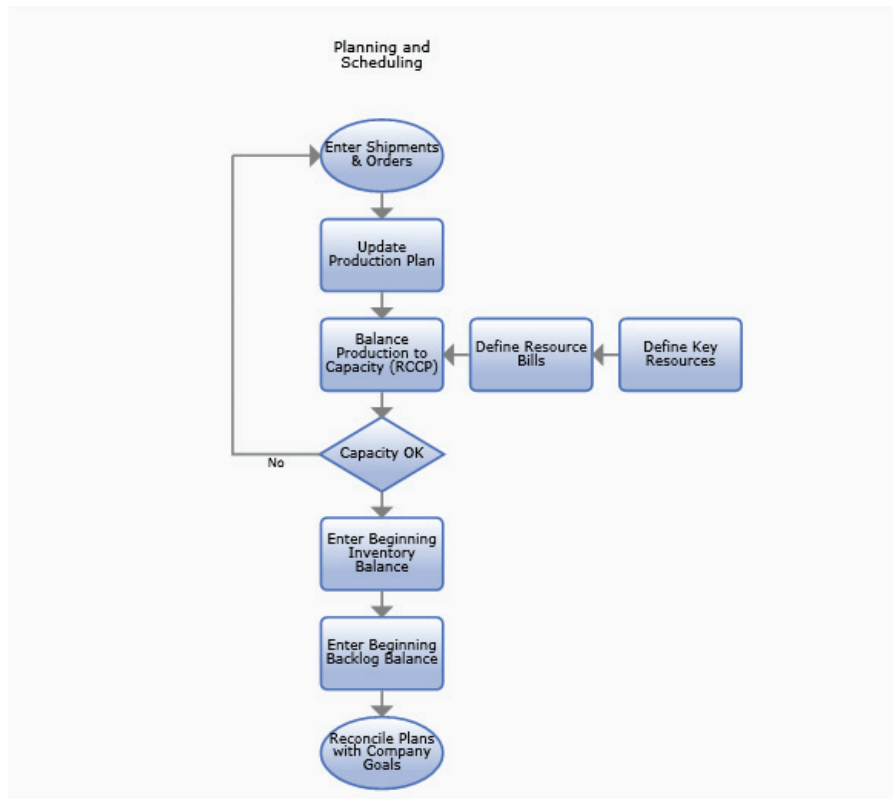 Planning and
Scheduling
Enter Shipments
& Orders
Update
Production Plan
Balance
Production to
Capacity (RCCP)
Define Resource
Bills
Define Key
Resources
Capacity OK
No
Enter Beginning
Inventory
Balance
Enter Beginning
Backlog Balance
Reconcile Plans
with Company
Goals